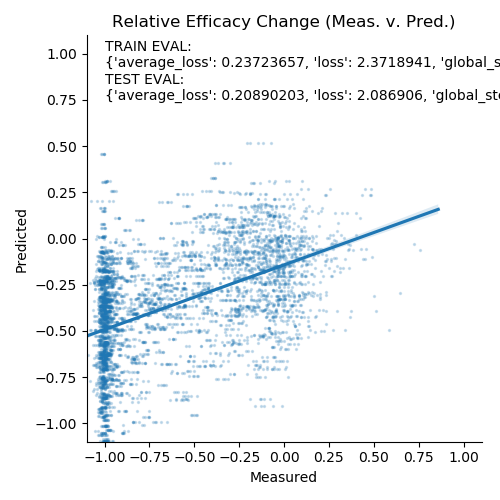 Relative Efficacy Change (Meas. v. Pred.)
TRAIN EVAL:
{'average_loss': 0.23723657, 'loss': 2.3718941, 'global_s
TEST EVAL:
{'average_loss': 0.20890203, 'loss': 2.086906, 'global_ste
1.00
0.75
0.50
0.25
0.00
−0.25
−0.50
−0.75
−1.00
Predicted
−1.00 −0.75 −0.50 −0.25 0.00 0.25 0.50 0.75 1.00
Measured